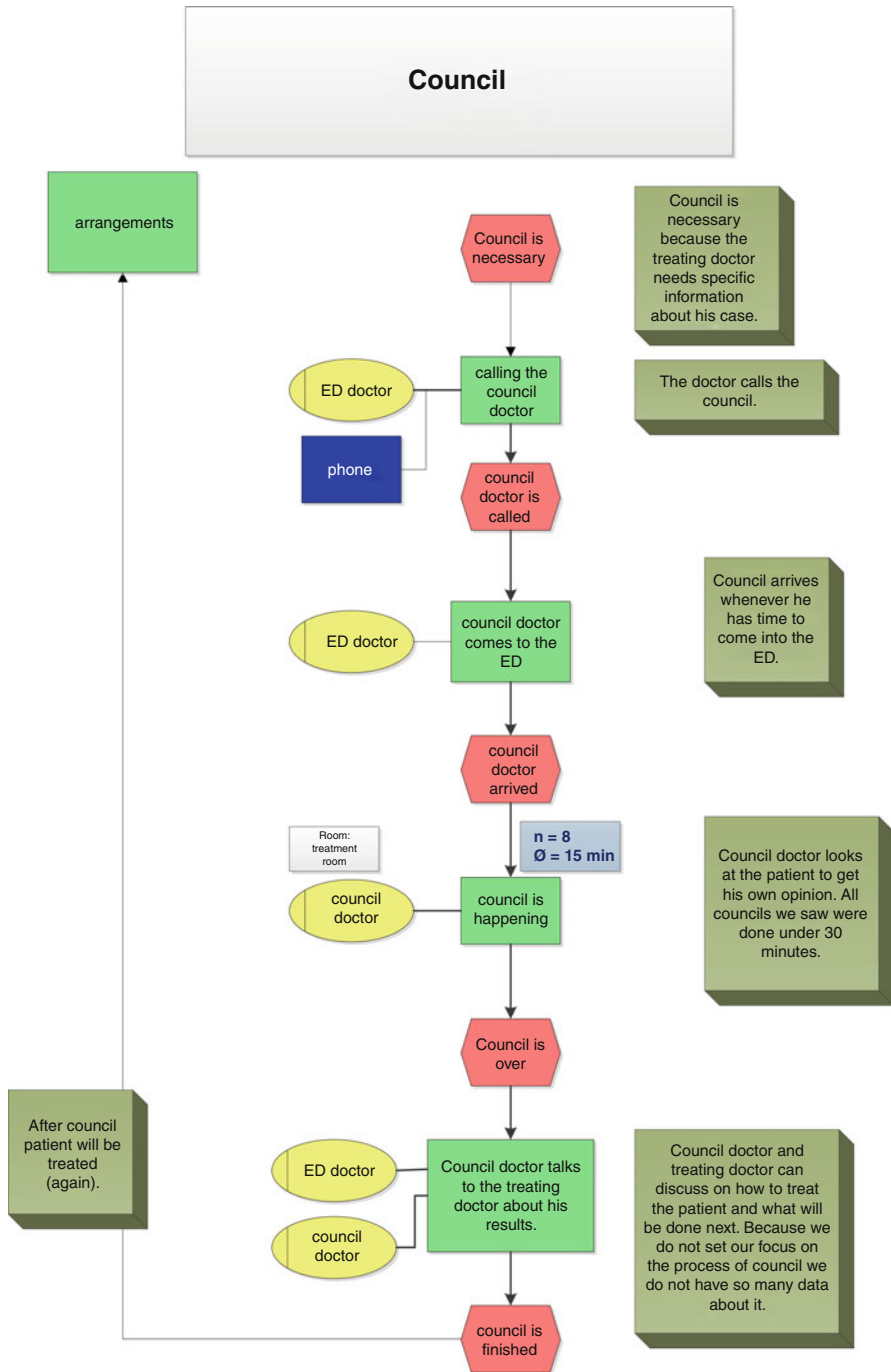 Council
arrangements
Council is
necessary
Council is
necessary
because the
treating doctor
needs specific
information
about his case.
ED doctor
calling the
council
doctor
The doctor calls the
council.
phone
council
doctor is
called
ED doctor
council doctor
comes to the
ED
Council arrives
whenever he
has time to
come into the
ED.
council
doctor
arrived
Room:
treatment
room
n = 8
Ø = 15 min
council
doctor
council is
happening
Council doctor looks
at the patient to get
his own opinion. All
councils we saw were
done under 30
minutes.
Council is
over
After council
patient will be
treated
(again).
ED doctor
council
doctor
Council doctor talks
to the treating
doctor about his
results.
Council doctor and
treating doctor can
discuss on how to treat
the patient and what will
be done next. Because we
do not set our focus on
the process of council we
do not have so many data
about it.
council is
finished